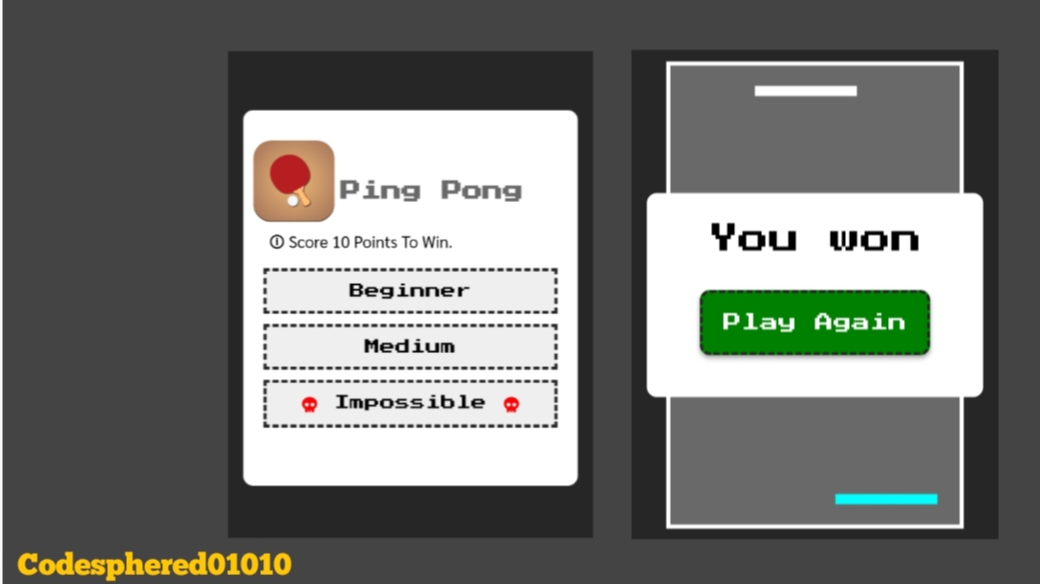 Ping Pong
Score 10 Points To Win.
Beginner
Medium
Impossible
You won
Play Again
Codesphered01010